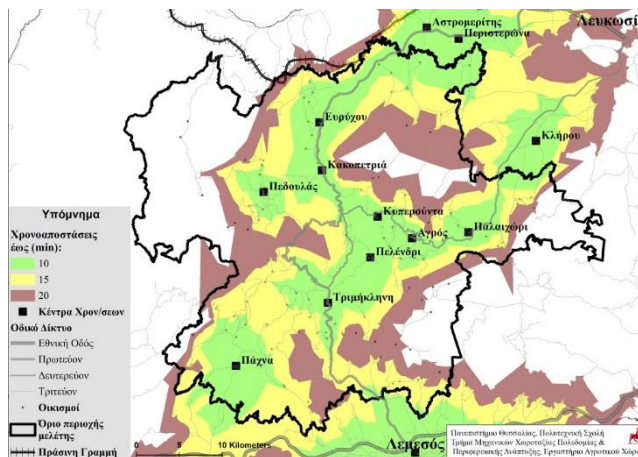 Αστρομερίτης
Λευκωσί
Περιστερώνα
Ευρύχου
Κλήρου
Κακοπετριά
Πεδουλάς
Κυπερούντα
Αγρός
Παλαιχώρι
Πελένδρι
Τριμήκληνη
Πάχνα
Λεμεσός
Υπόμνημα
Χρονοαποστάσεις
έως (min):
10
15
20
Κέντρα Χρον/σεων
Οδικό Δίκτυο
Εθνική Οδός
Πρωτεύον
Δευτερεύον
Τριτεύον
Οικισμοί
Όριο περιοχής
μελέτης
Πράσινη Γραμμή
0 5 10 Kilometers
Πανεπιστήμιο Θεσσαλίας, Πολυτεχνική Σχολή
Τμήμα Μηχανικών Χωροταξίας Πολεοδομίας &
Περιφερειακής Ανάπτυξης, Εργαστήριο Αγροτικού Χώρ